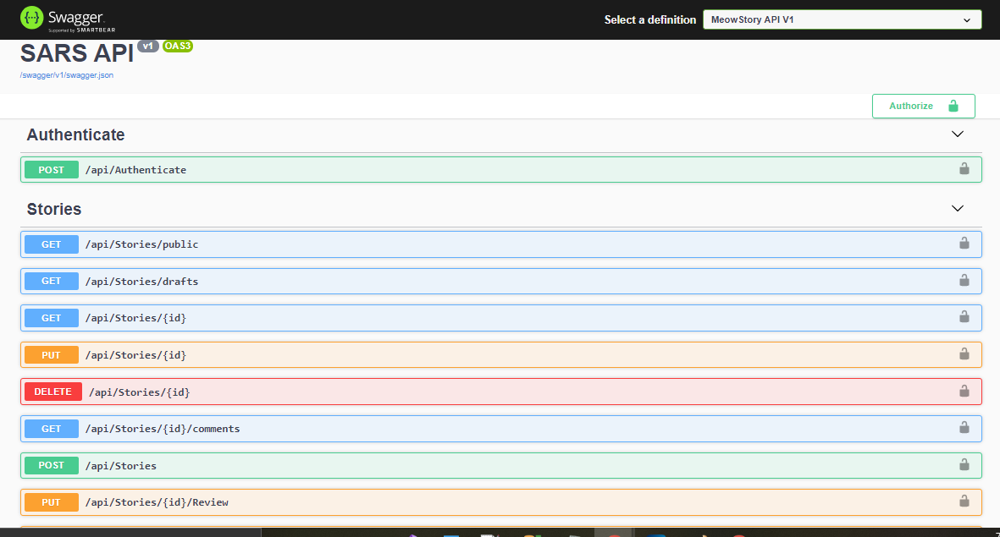 Swagger.
Supported by SMARTBEAR
Select a definition
MeowStory API V1
SARS API v1 OAS3
/swagger/v1/swagger.json
Authorize
Authenticate
POST /api/Authenticate
Stories
GET /api/Stories/public
GET /api/Stories/drafts
GET /api/Stories/{id}
PUT /api/Stories/{id}
DELETE /api/Stories/{id}
GET /api/Stories/{id}/comments
POST /api/Stories
PUT /api/Stories/{id}/Review